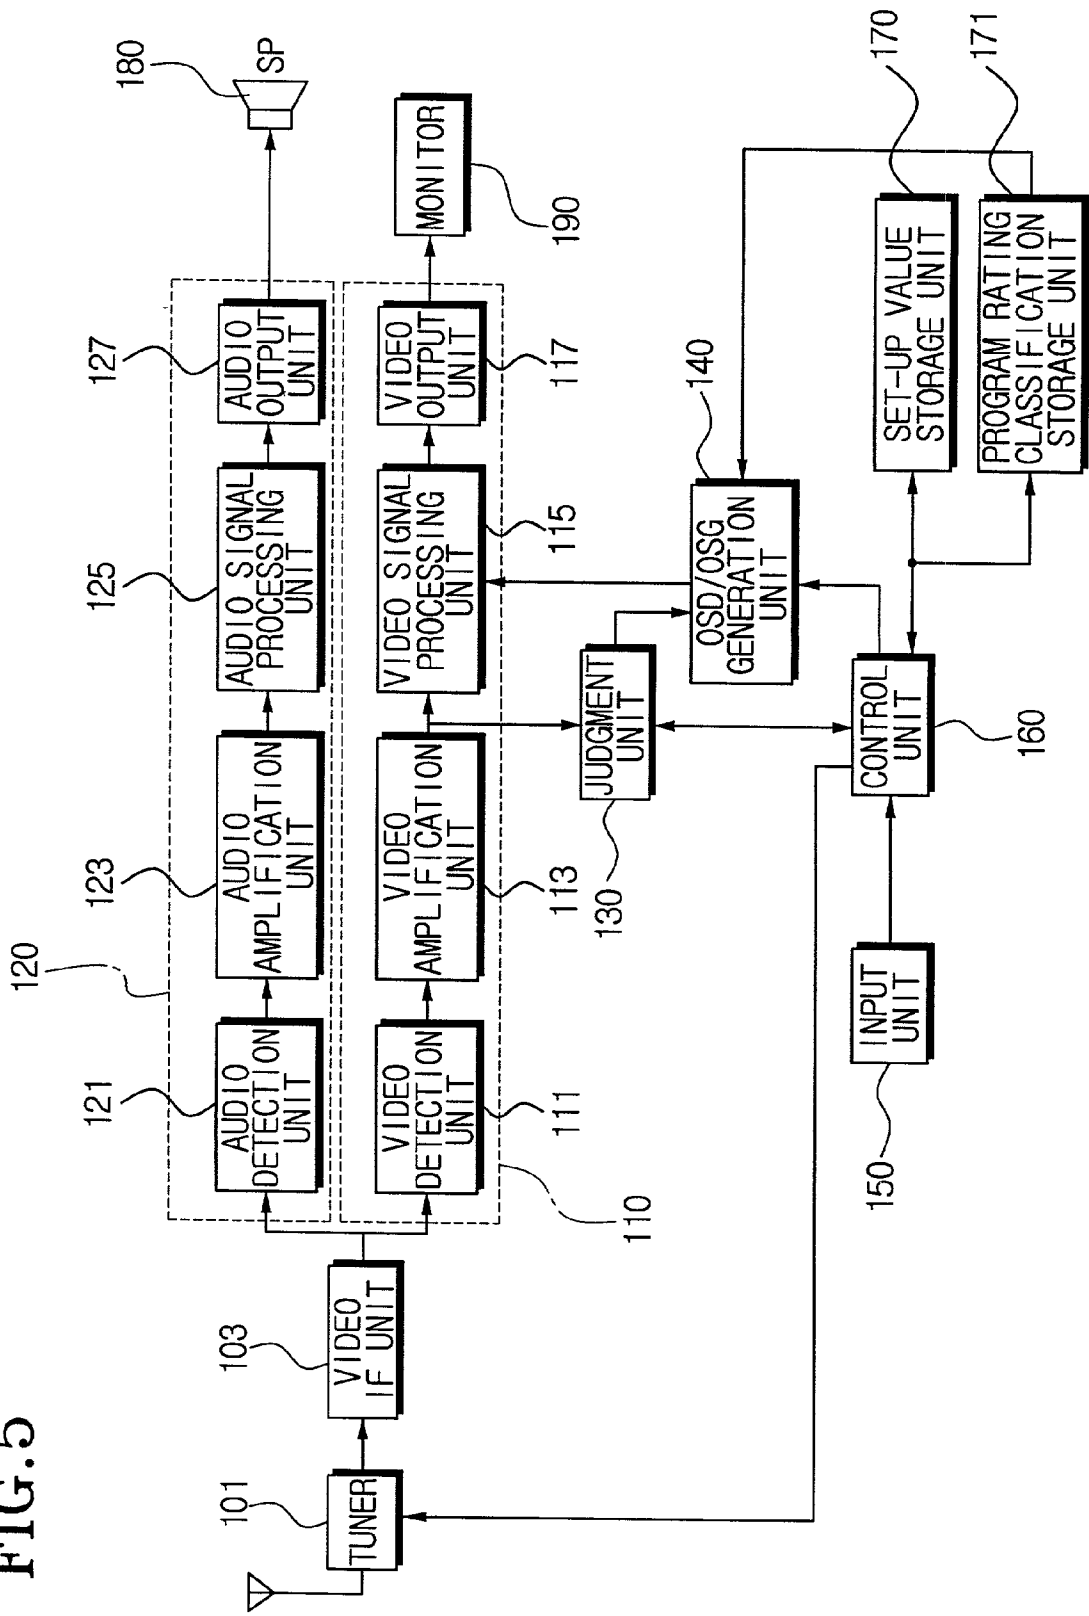 FIG.5
120
121
AUDIO
DETECTION
UNIT
123
AUDIO
AMPLIFICATION
UNIT
125
AUDIO SIGNAL
PROCESSING
UNIT
127
AUDIO
OUTPUT
UNIT
180
SP
101
TUNER
103
VIDEO
IF UNIT
110
VIDEO
DETECTION
UNIT
111
VIDEO
AMPLIFICATION
UNIT
113
VIDEO SIGNAL
PROCESSING
UNIT
115
VIDEO
OUTPUT
UNIT
117
MONITOR
190
130
JUDGMENT
UNIT
140
OSD/OSG
GENERATION
UNIT
150
INPUT
UNIT
CONTROL
UNIT
160
SET-UP VALUE
STORAGE UNIT
170
PROGRAM RATING
CLASSIFICATION
STORAGE UNIT
171